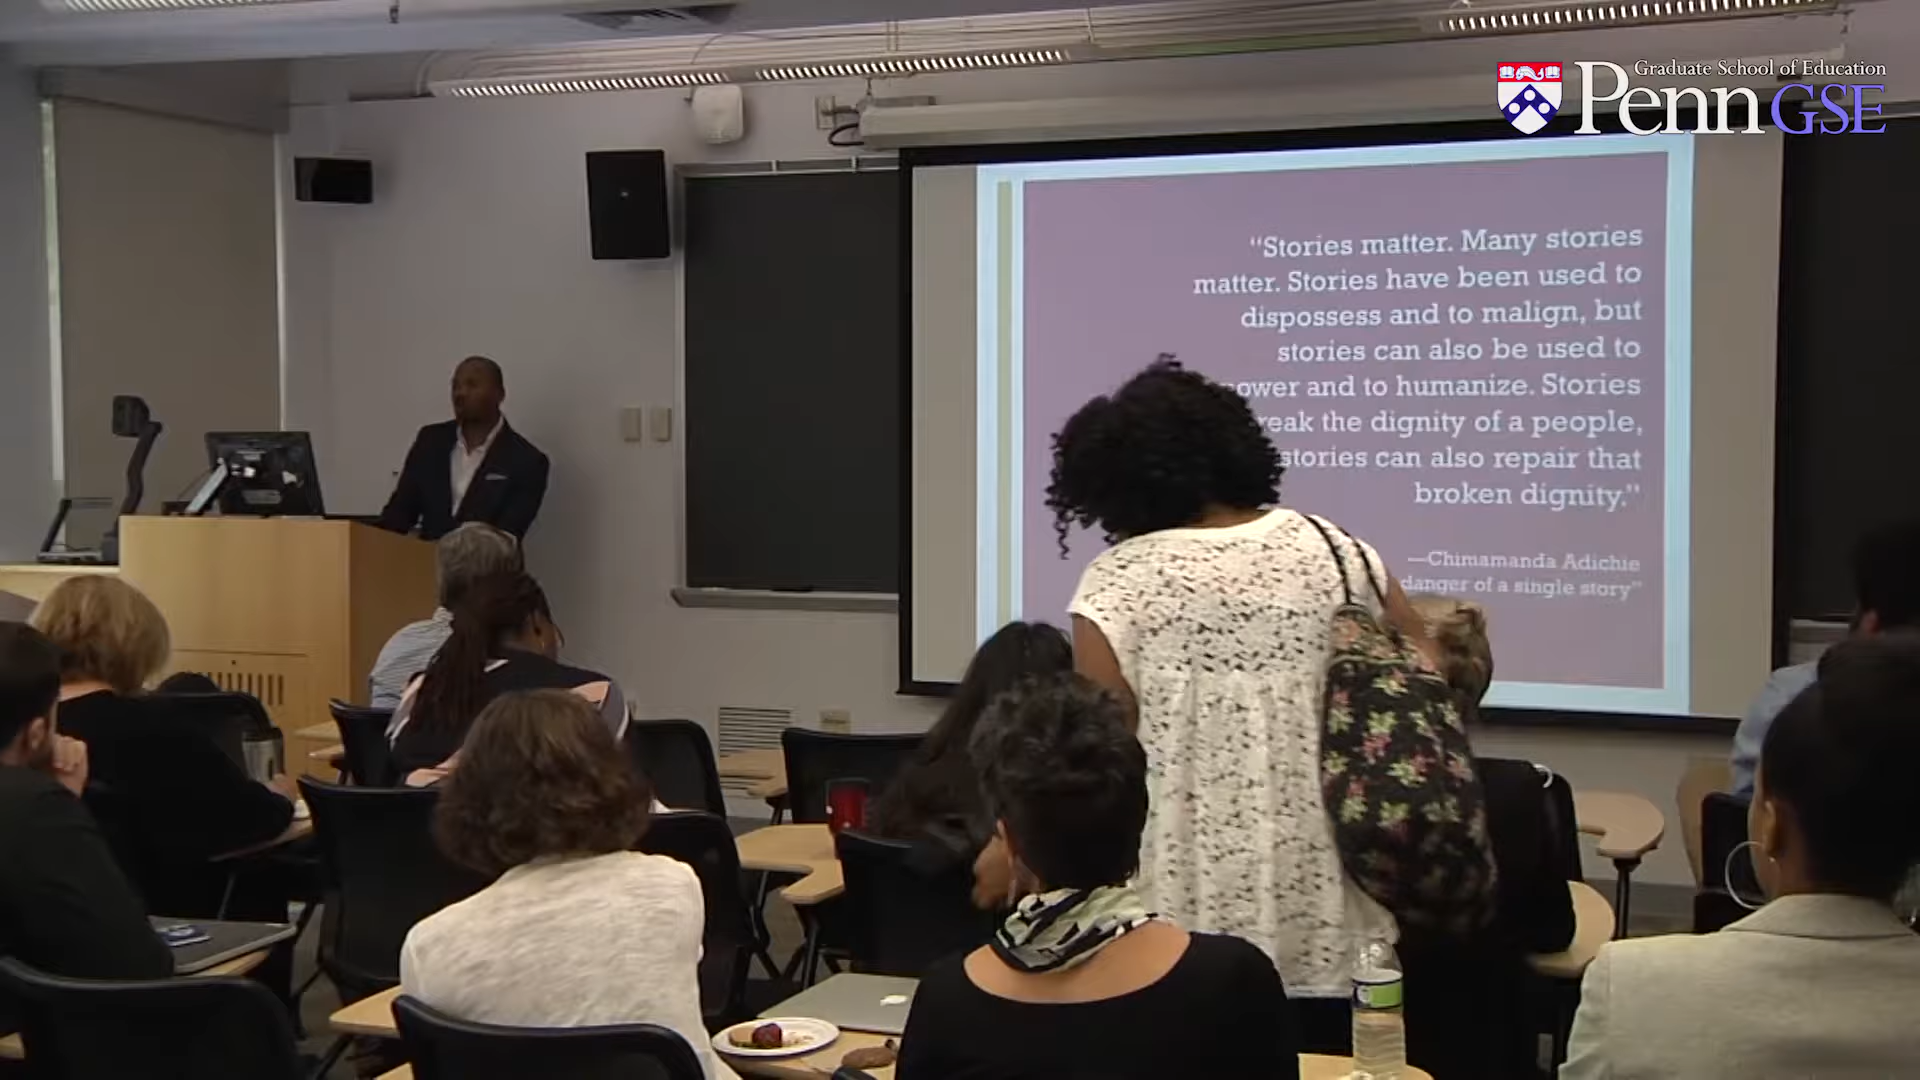 Graduate School of Education
Penn GSE
“Stories matter. Many stories
matter. Stories have been used to
dispossess and to malign, but
stories can also be used to
and to humanize. Stories
the dignity of a people,
stories can also repair that
broken dignity.”
—Chimamanda Adichie
danger of a single story”